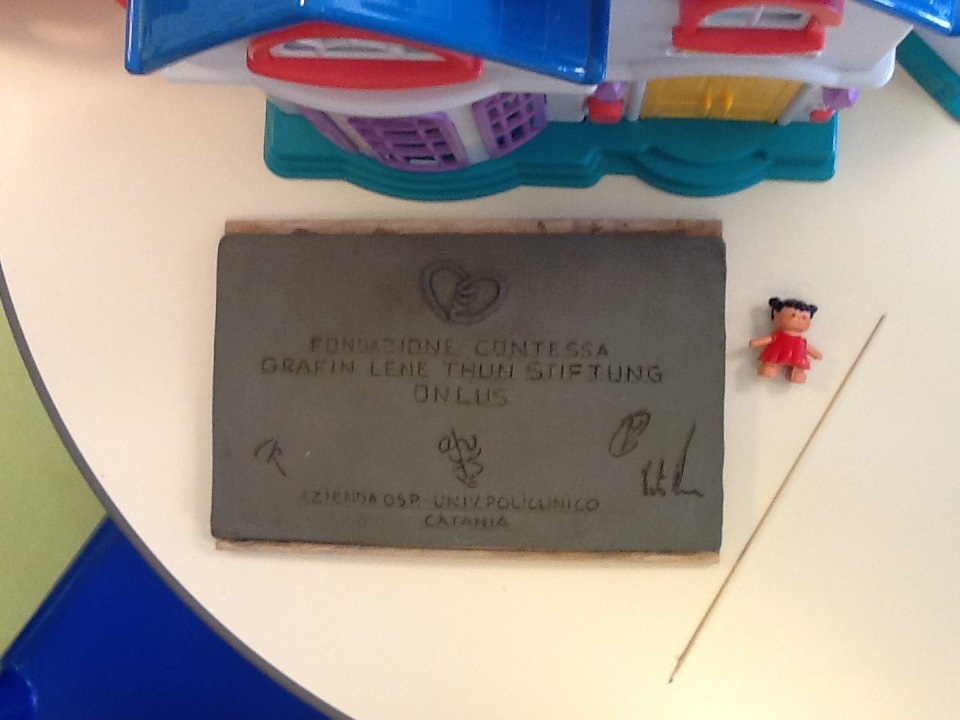 FONDAZIONE CONTESSA
GRAFIN LENE THUN STIFTUNG
ONLUS
AZIENDA OSP. UNIV. POLICLINICO
CATANIA